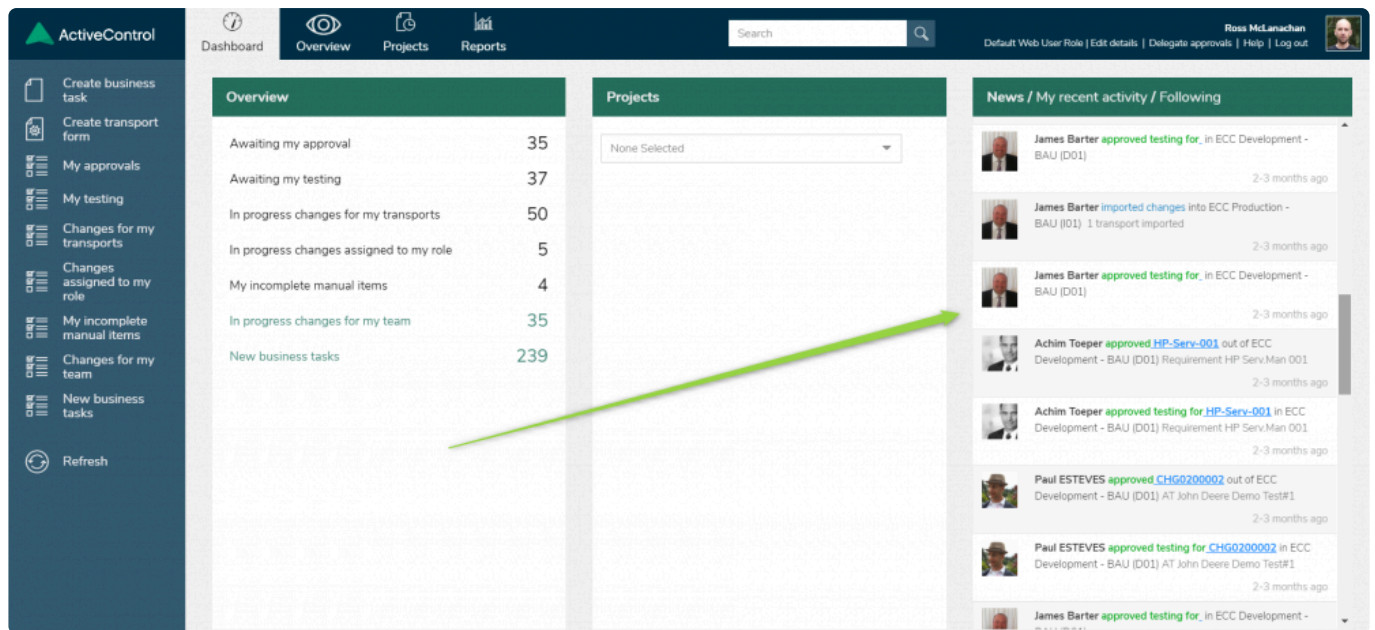 ActiveControl
Dashboard
Overview
Projects
Reports
Search
Ross McLanachan
Default Web User Role | Edit details | Delegate approvals | Help | Log out
Create business
task
Create transport
form
My approvals
My testing
Changes for my
transports
Changes
assigned to my
role
My incomplete
manual items
Changes for my
team
New business
tasks
Refresh
Overview
Awaiting my approval 35
Awaiting my testing 37
In progress changes for my transports 50
In progress changes assigned to my role 5
My incomplete manual items 4
In progress changes for my team 35
New business tasks 239
Projects
None Selected
News / My recent activity / Following
James Barter approved testing for in ECC Development -
BAU (D01)
2-3 months ago
James Barter imported changes into ECC Production -
BAU (I01) 1 transport imported
2-3 months ago
James Barter approved testing for in ECC Development -
BAU (D01)
2-3 months ago
Achim Toeper approved HP-Serv-001 out of ECC
Development - BAU (D01) Requirement HP Serv.Man 001
2-3 months ago
Achim Toeper approved testing for HP-Serv-001 in ECC
Development - BAU (D01) Requirement HP Serv.Man 001
2-3 months ago
Paul ESTEVES approved CHG0200002 out of ECC
Development - BAU (D01) AT John Deere Demo Test#1
2-3 months ago
Paul ESTEVES approved testing for CHG0200002 in ECC
Development - BAU (D01) AT John Deere Demo Test#1
2-3 months ago
James Barter approved testing for in ECC Development -